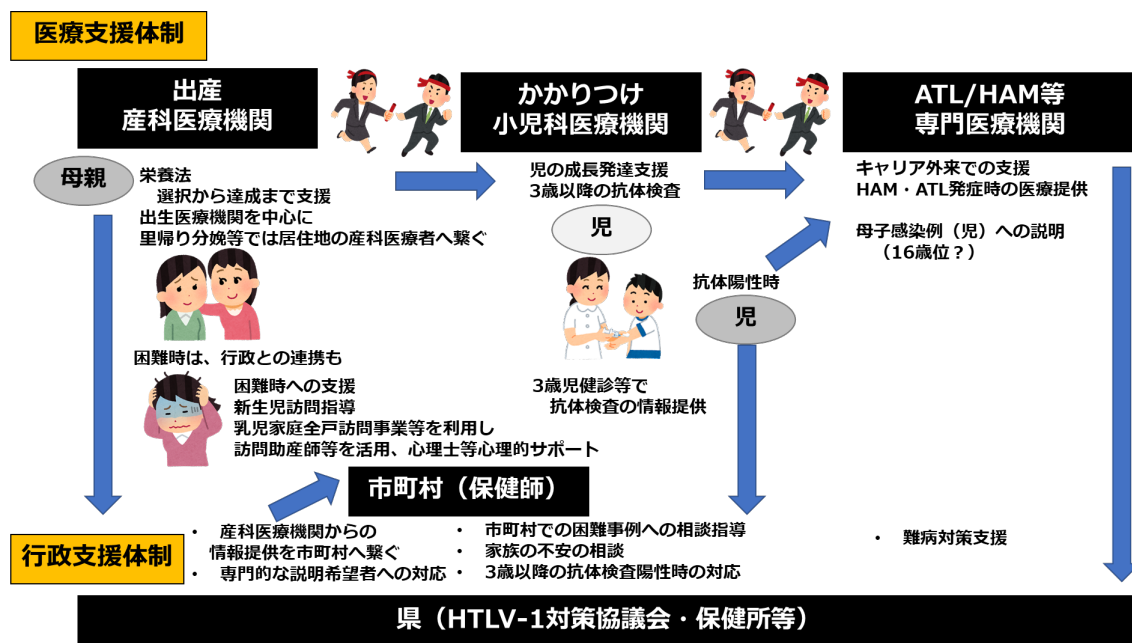 医療支援体制
出産
産科医療機関
かかりつけ
小児科医療機関
ATL/HAM等
専門医療機関
母親
栄養法
選択から達成まで支援
出生医療機関を中心に
里帰り分娩等では居住地の産科医療者へ繋ぐ
児の成長発達支援
3歳以降の抗体検査
児
キャリア外来での支援
HAM・ATL発症時の医療提供
母子感染例（児）への説明
（16歳位？）
抗体陽性時
児
困難時は、行政との連携も
困難時への支援
新生児訪問指導
乳児家庭全戸訪問事業等を利用し
訪問助産師等を活用、心理士等心理的サポート
3歳児健診等で
抗体検査の情報提供
市町村（保健師）
行政支援体制
• 産科医療機関からの
情報提供を市町村へ繋ぐ
• 専門的な説明希望者への対応
• 市町村での困難事例への相談指導
• 家族の不安の相談
• 3歳以降の抗体検査陽性時の対応
• 難病対策支援
県（HTLV-1対策協議会・保健所等）